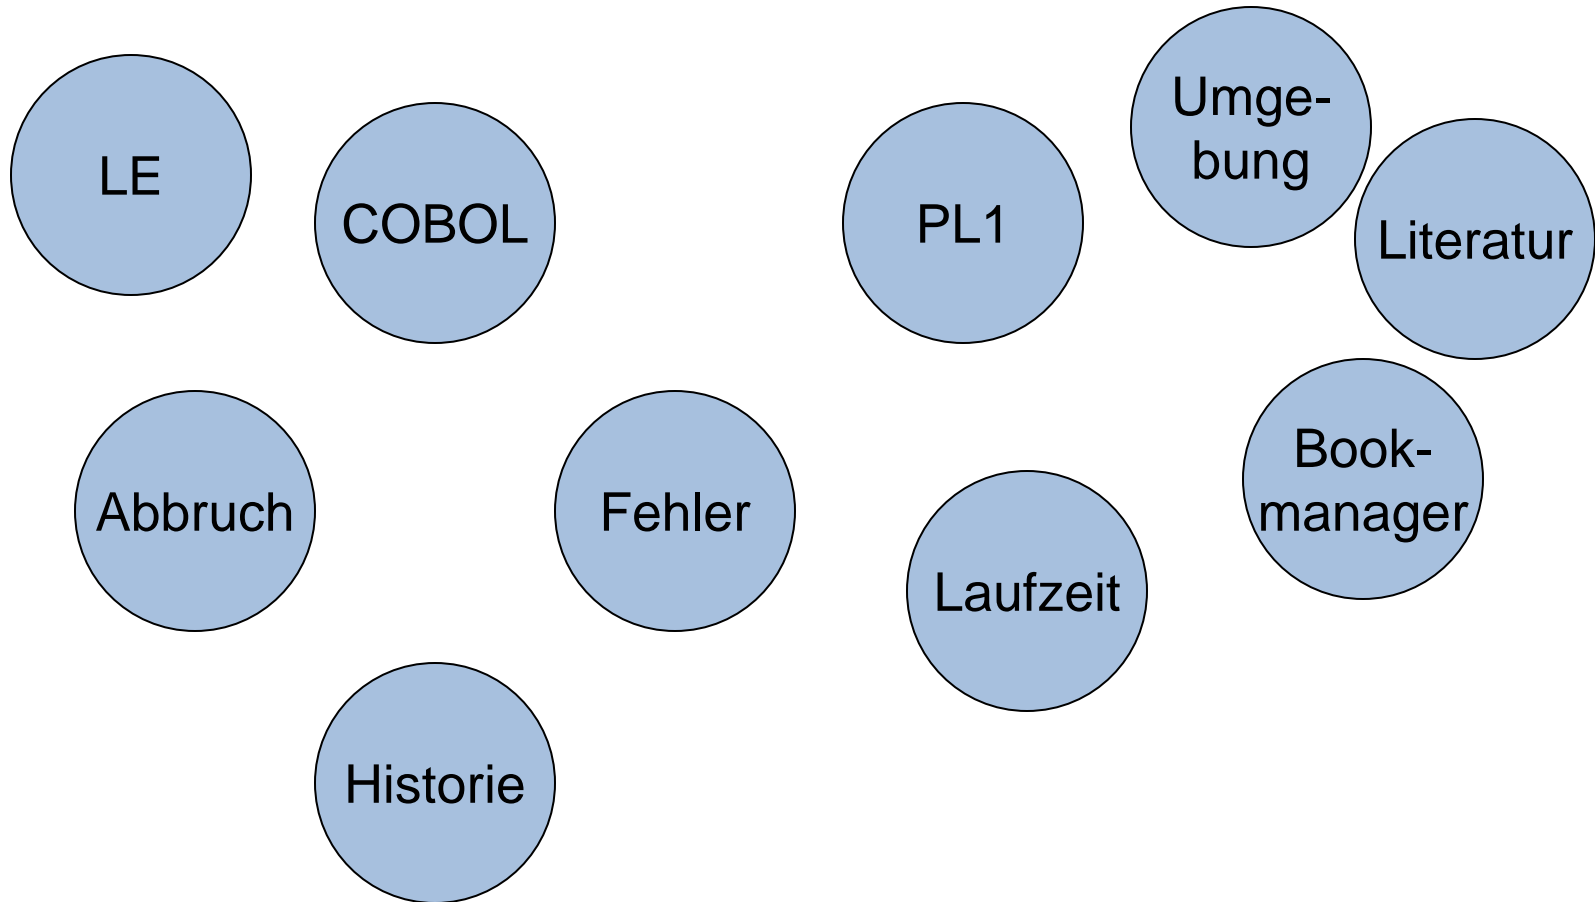 LE
COBOL
PL1
Umge-
bung
Literatur
Abbruch
Fehler
Laufzeit
Book-
manager
Historie